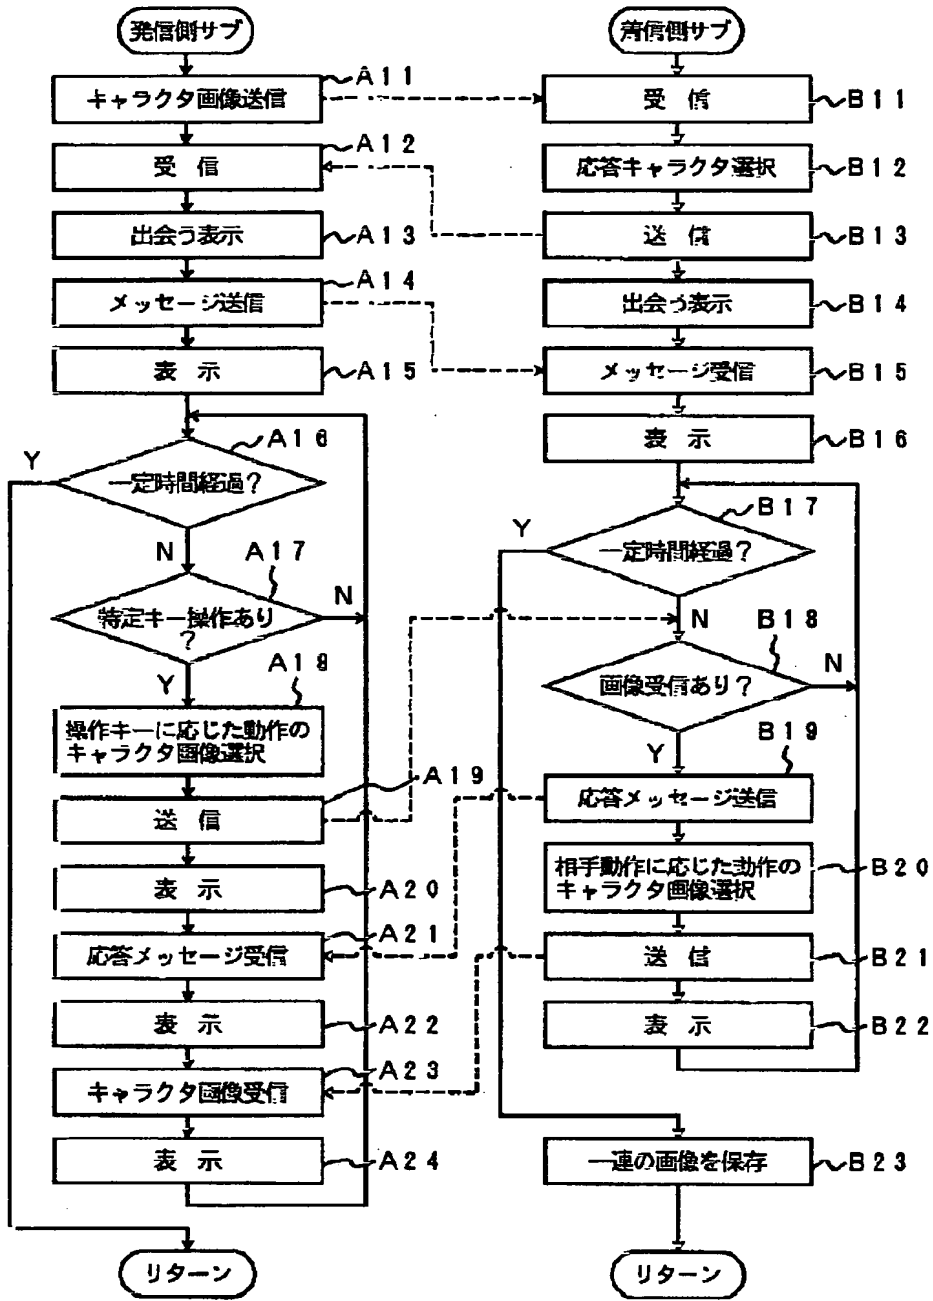 発信側サブ
キャラクタ画像送信
A11
受信
A12
出会う表示
A13
メッセージ送信
A14
表示
A15
一定時間経過?
A16
Y
N
特定キー操作あり
?
A17
N
Y
操作キーに応じた動作の
キャラクタ画像選択
A18
送信
A19
表示
A20
応答メッセージ受信
A21
表示
A22
キャラクタ画像受信
A23
表示
A24
リターン
着信側サブ
受信
B11
応答キャラクタ選択
B12
送信
B13
出会う表示
B14
メッセージ受信
B15
表示
B16
一定時間経過?
B17
Y
N
画像受信あり?
B18
N
Y
応答メッセージ送信
B19
相手動作に応じた動作の
キャラクタ画像選択
B20
送信
B21
表示
B22
一連の画像を保存
B23
リターン